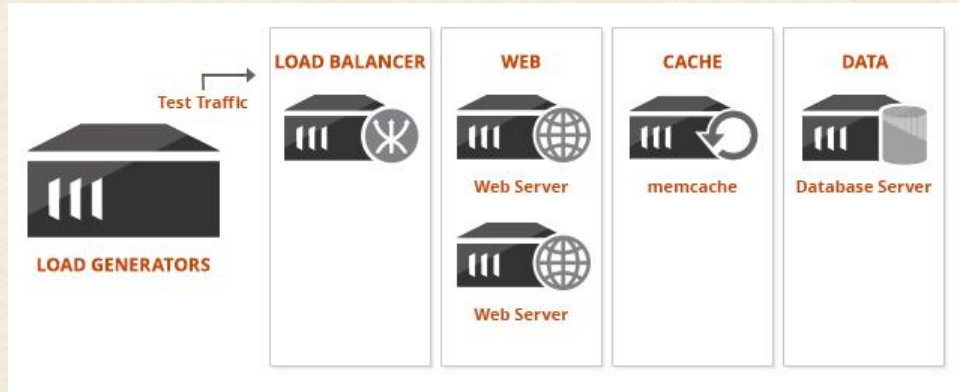 Test Traffic
LOAD GENERATORS
LOAD BALANCER
WEB
Web Server
Web Server
CACHE
memcache
DATA
Database Server